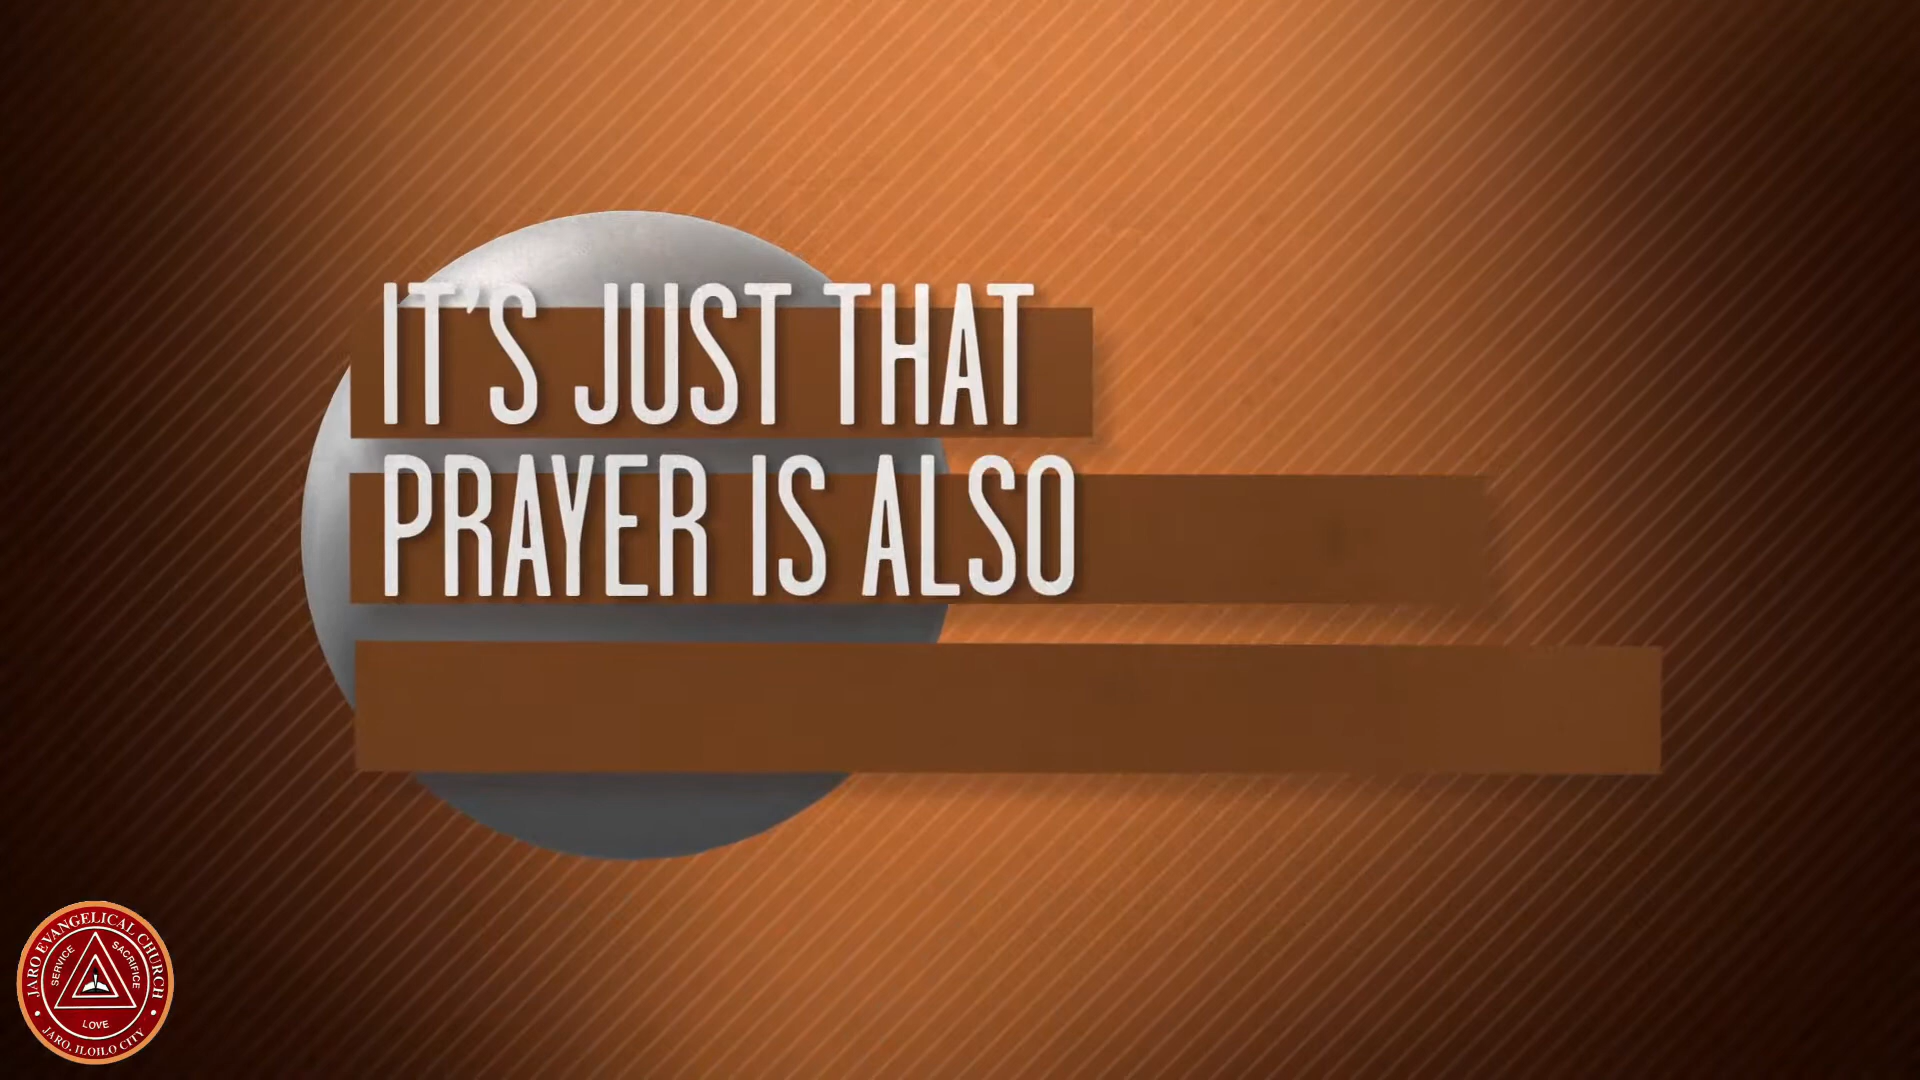 IT'S JUST THAT
PRAYER IS ALSO
JARO EVANGELICAL CHURCH
SERVICE
SACRIFICE
LOVE
JARO, ILOILO CITY